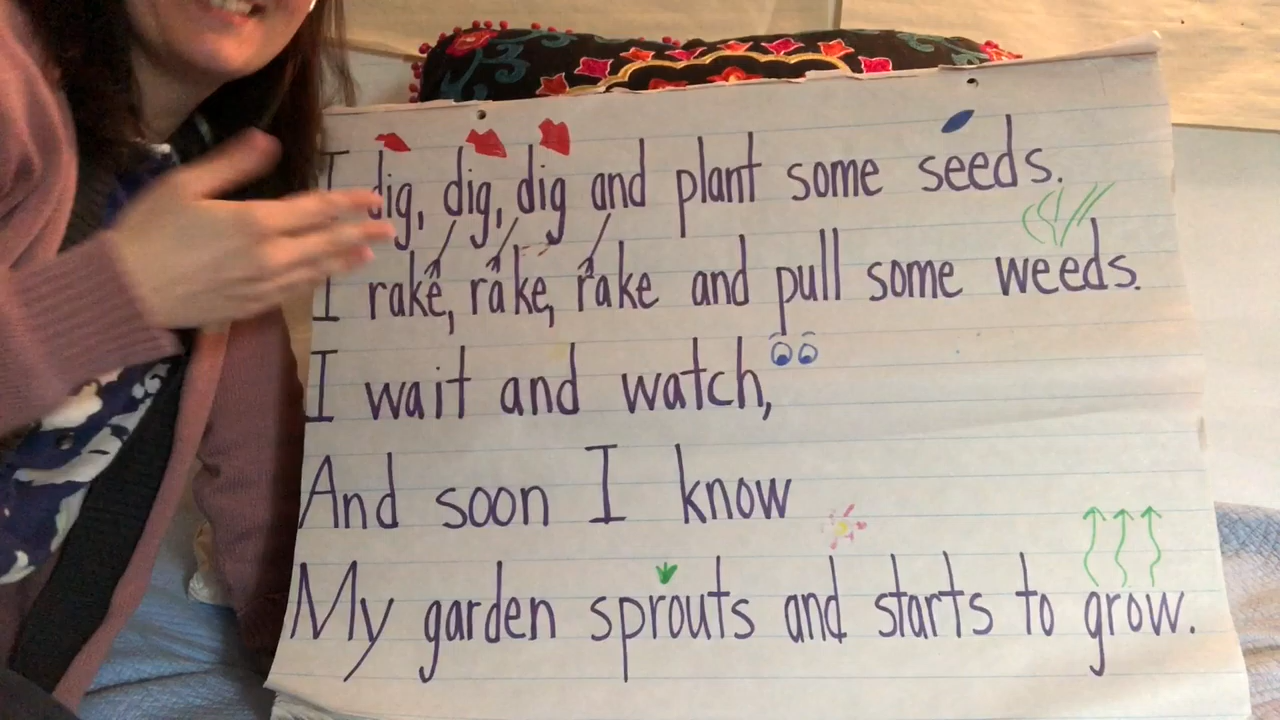 I dig, dig, dig and plant some seeds.
I rake, rake, rake and pull some weeds.
I wait and watch,
And soon I know
My garden sprouts and starts to grow.